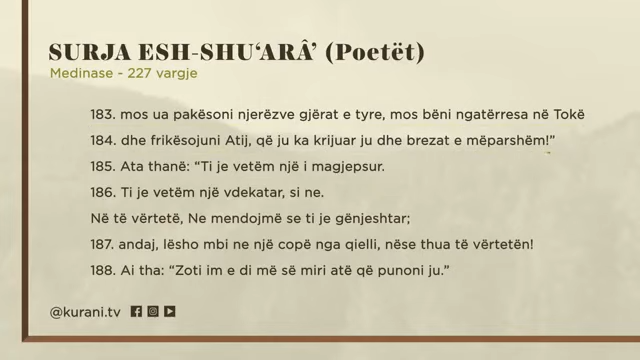 SURJA ESH-SHU‘ARÂ’ (Poetët)
Medinase - 227 vargje
183. mos ua pakësoni njerëzve gjërat e tyre, mos bëni ngatërresa në Tokë
184. dhe frikësojuni Atij, që ju ka krijuar ju dhe brezat e mëparshëm!”
185. Ata thanë: “Ti je vetëm një i magjepsur.
186. Ti je vetëm një vdekatar, si ne.
Në të vërtetë, Ne mendojmë se ti je gënjeshtar;
187. andaj, lësho mbi ne një copë nga qielli, nëse thua të vërtetën!
188. Ai tha: “Zoti im e di më së miri atë që punoni ju.”
@kurani.tv